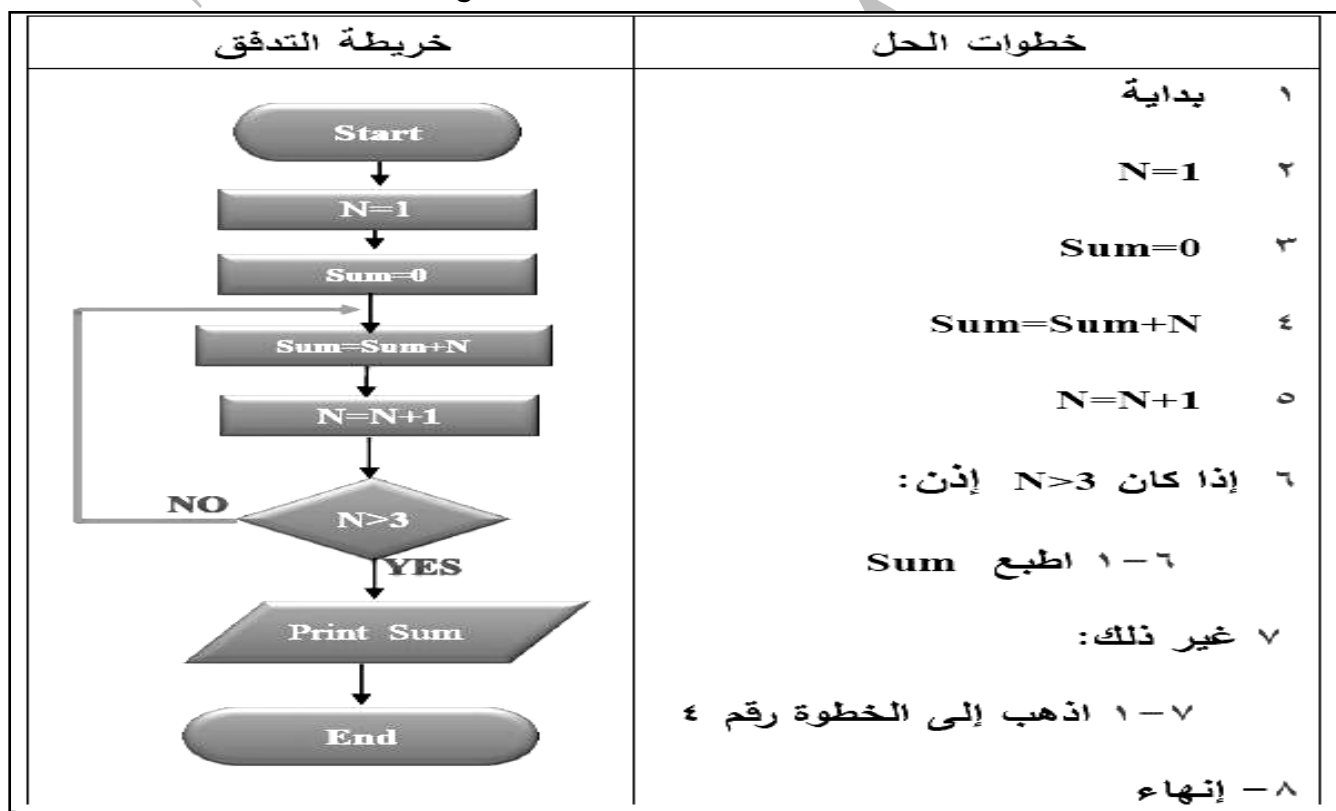 خطوات الحل
١ بداية
٢ N=1
٣ Sum=0
٤ Sum=Sum+N
٥ N=N+1
٦ إذا كان N>3 إذن:
٦-١ اطبع Sum
٧ غير ذلك:
٧-١ اذهب إلى الخطوة رقم ٤
٨- إنهاء
خريطة التدفق
Start
N=1
Sum=0
Sum=Sum+N
N=N+1
NO
N>3
YES
Print Sum
End